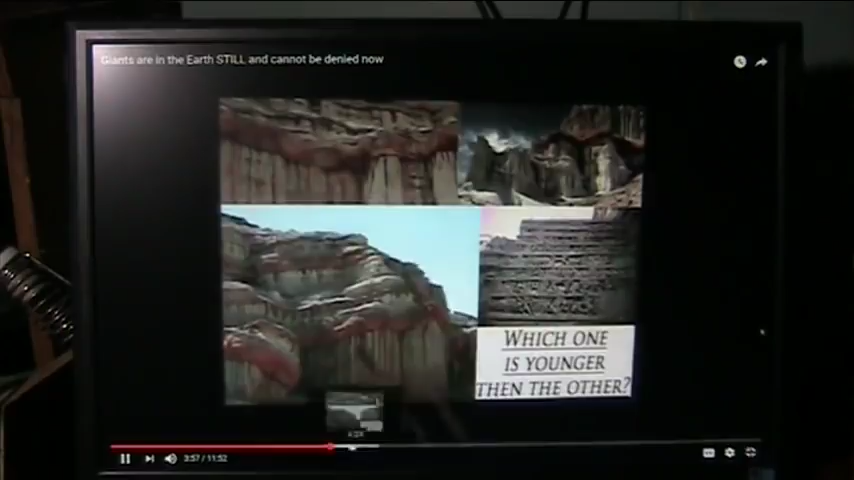 Giants are in the Earth STILL and cannot be denied now
WHICH ONE
IS YOUNGER
THEN THE OTHER?
3:57 / 11:52